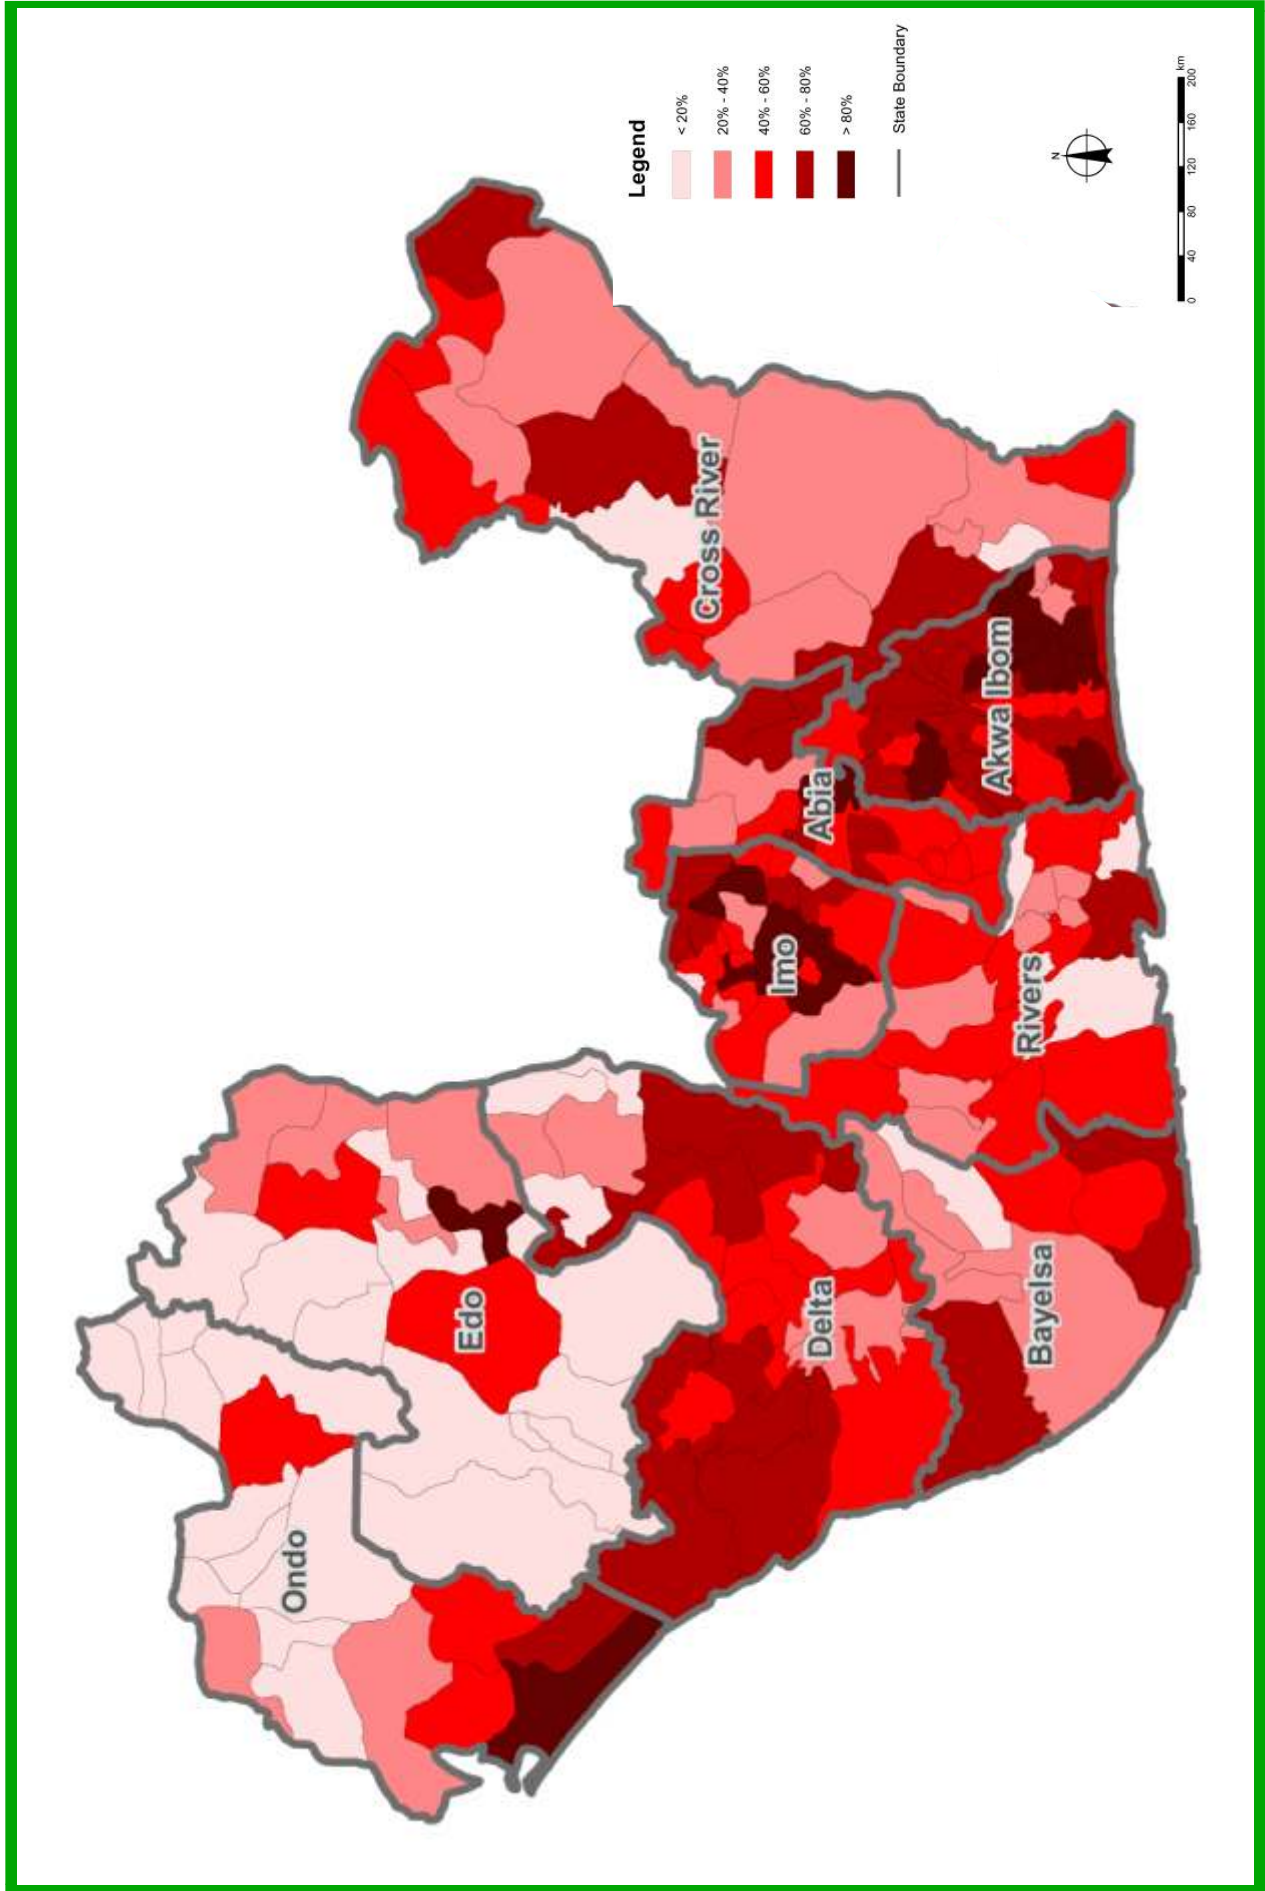 Legend
< 20%
20% - 40%
40% - 60%
60% - 80%
> 80%
State Boundary
N
0 40 80 120 160 200
km
Ondo
Edo
Delta
Bayelsa
Imo
Rivers
Abia
Akwa Ibom
Cross River